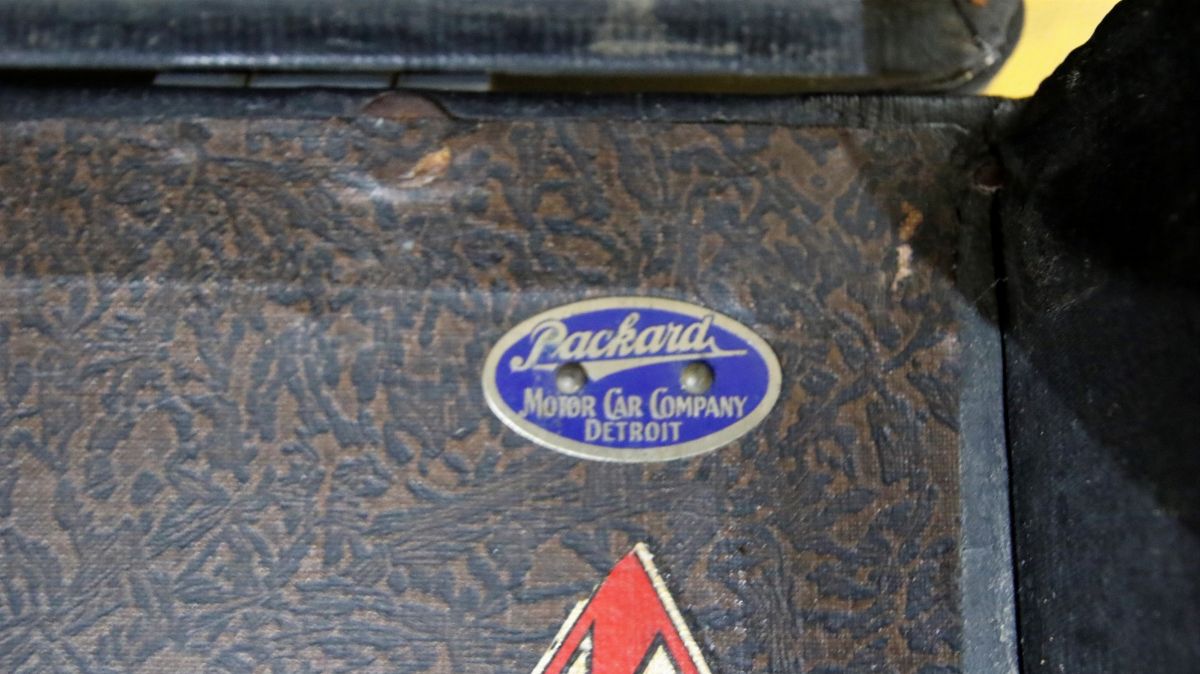 Packard
MOTOR CAR COMPANY
DETROIT